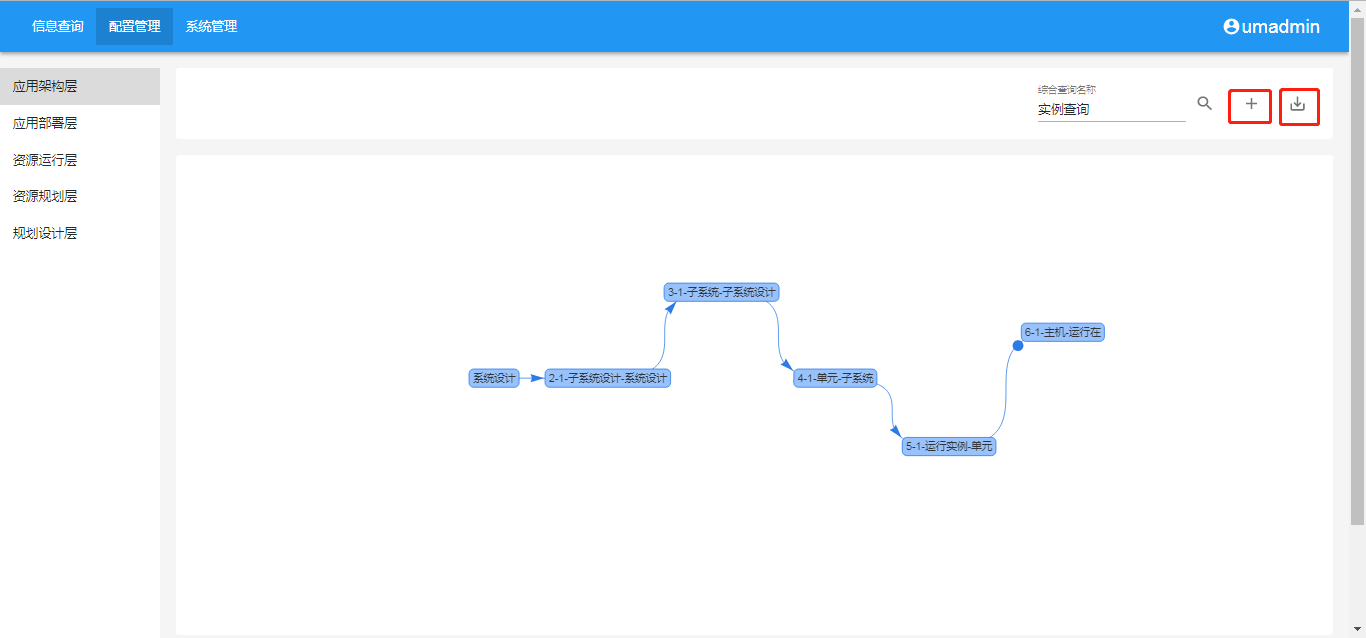 信息查询
配置管理
系统管理
umadmin
应用架构层
应用部署层
资源运行层
资源规划层
规划设计层
综合查询名称
实例查询
3-1-子系统-子系统设计
6-1-主机-运行在
系统设计
2-1-子系统设计-系统设计
4-1-单元-子系统
5-1-运行实例-单元